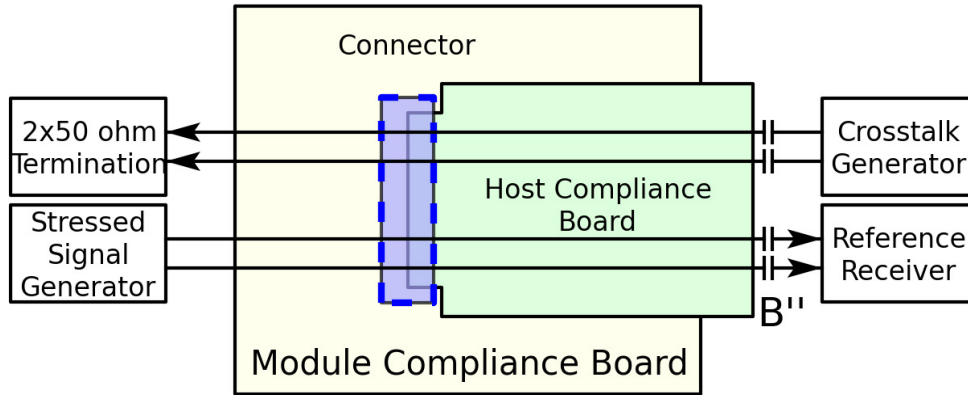 Connector
2x50 ohm
Termination
Crosstalk
Generator
Host Compliance
Board
Stressed
Signal
Generator
Reference
Receiver
B''
Module Compliance Board